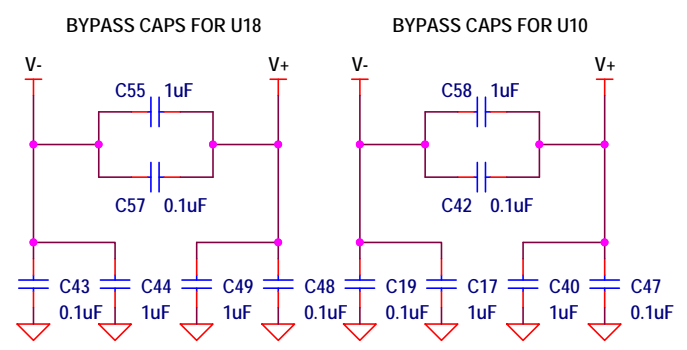 BYPASS CAPS FOR U18 BYPASS CAPS FOR U10
V- V+ V- V+
C55 1uF C58 1uF
C57 0.1uF C42 0.1uF
C43 C44 C49 C48 C19 C17 C40 C47
0.1uF 1uF 1uF 0.1uF 0.1uF 1uF 1uF 0.1uF